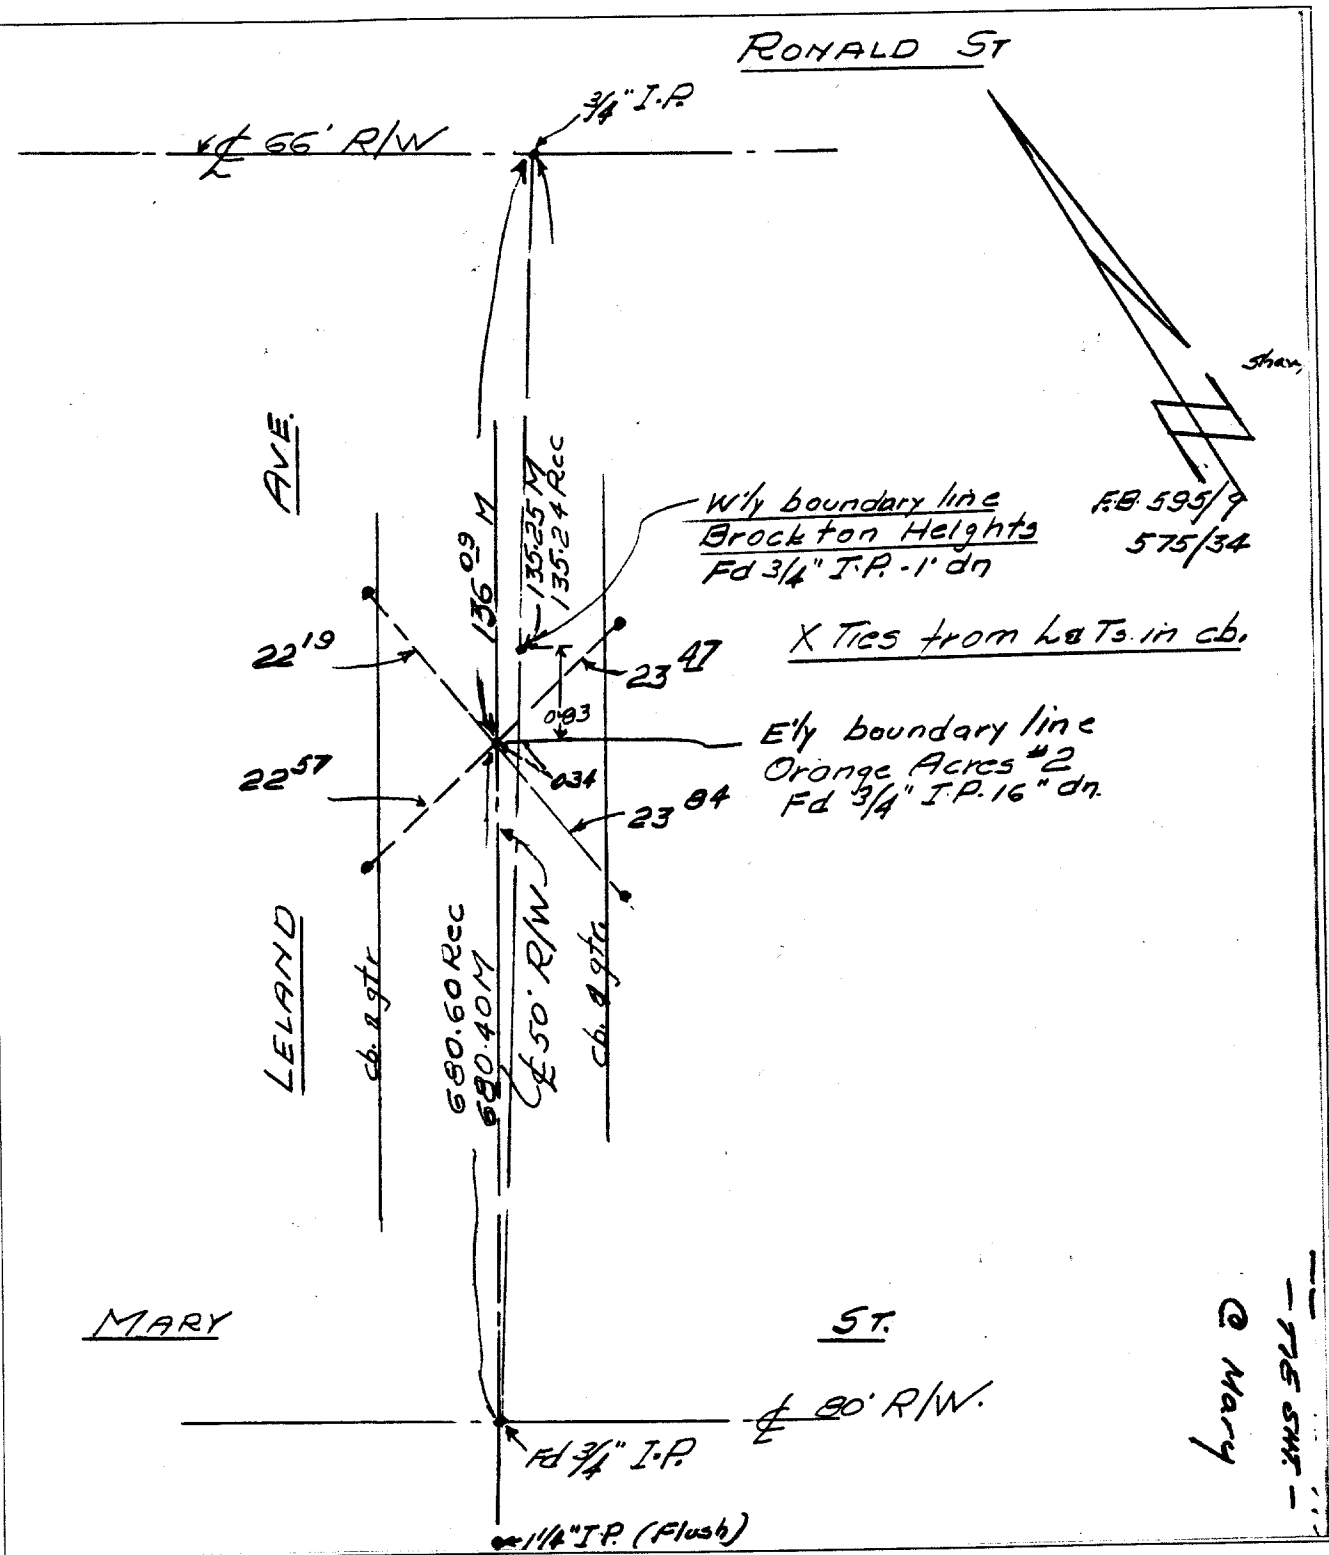 RONALD ST
3/4" I.P.
℄ 66' R/W
AVE.
136 09 M
135.25 M
135.24 Rec
W'ly boundary line
Brockton Heights
Fd 3/4" I.P. - 1' dn
F.B. 595/9
575/34
X Ties from L&Ts. in cb.
22 19
23 47
0.83
E'ly boundary line
Orange Acres #2
Fd 3/4" I.P. 16" dn.
0.34
22 57
23 84
LELAND
cb. & gtr.
680.60 Rec
680.40 M
℄ 50' R/W
cb. & gtr.
MARY
ST.
℄ 80' R/W.
Fd 3/4" I.P.
1 1/4" I.P. (Flush)
- TIE SHT -
@ Mary